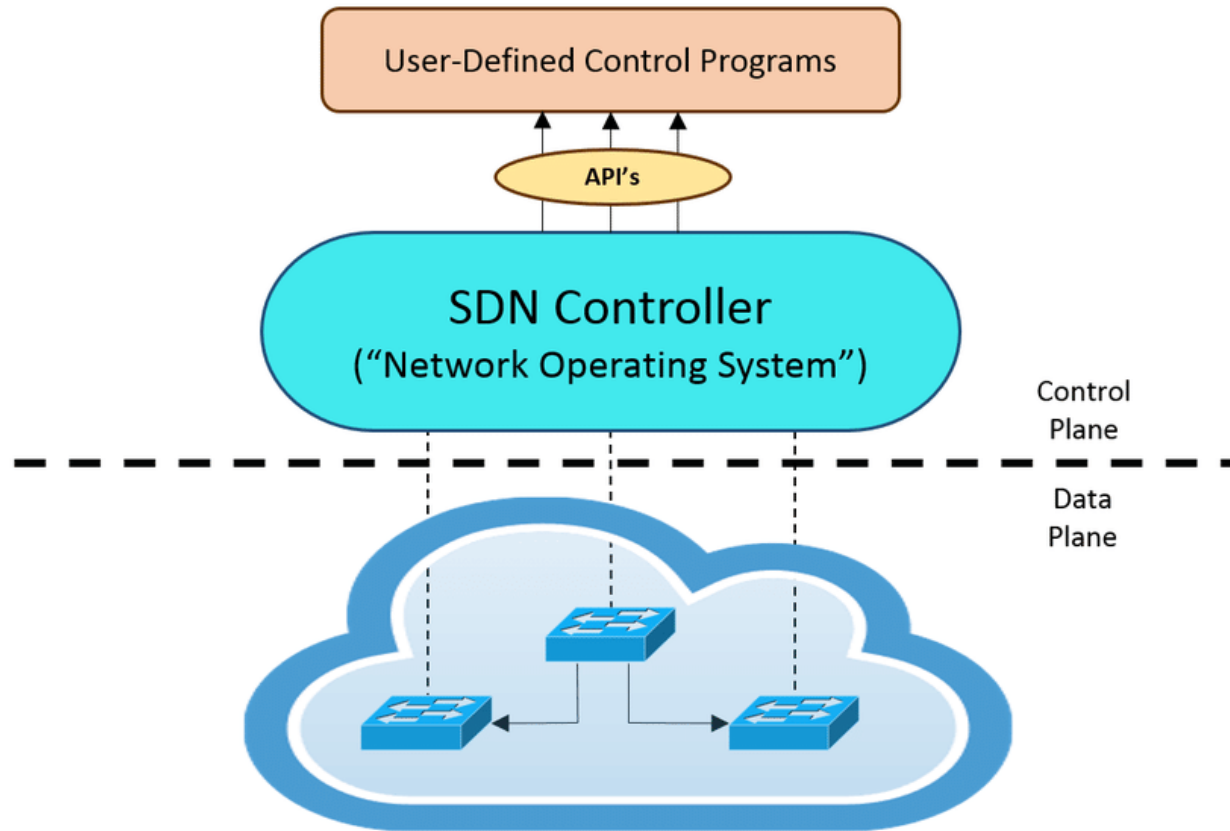 User-Defined Control Programs
API's
SDN Controller
(“Network Operating System”)
Control
Plane
Data
Plane